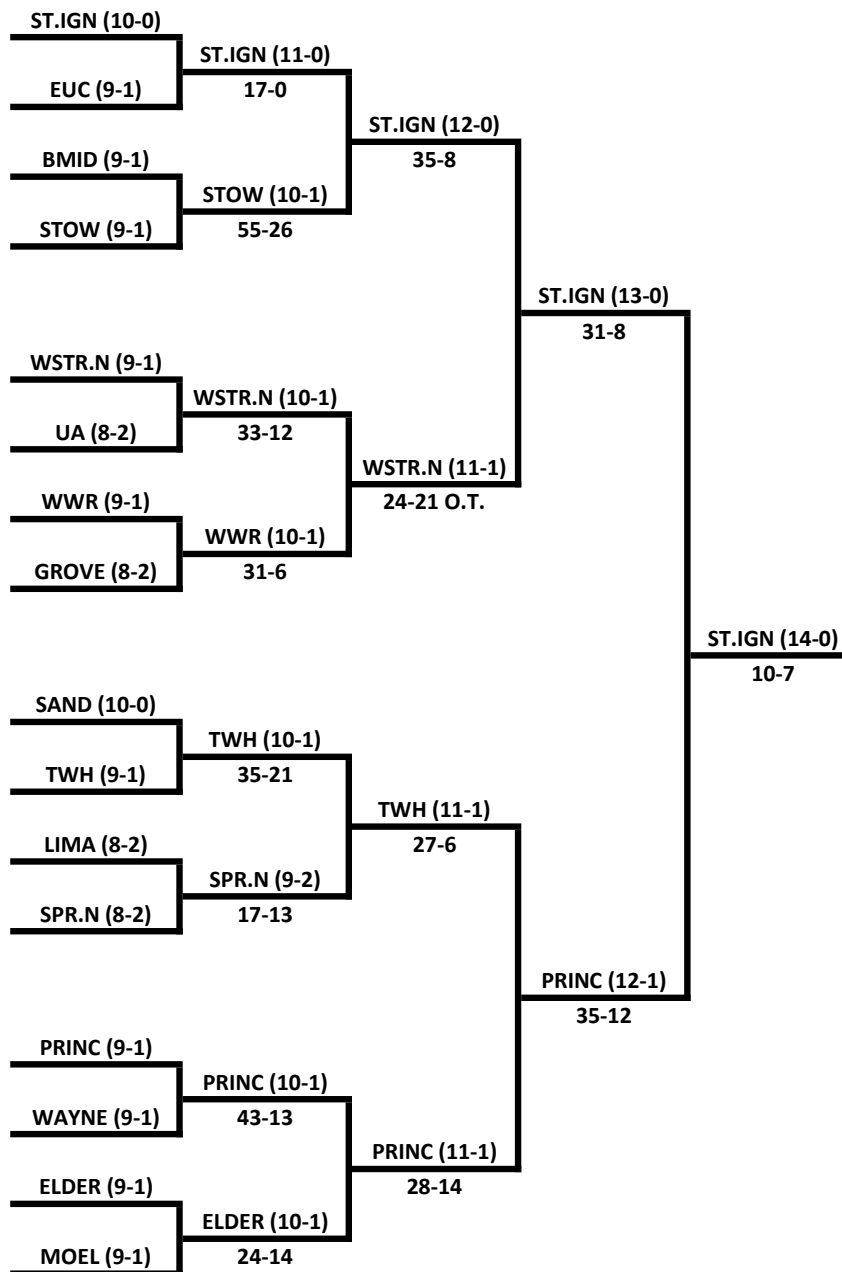 ST.IGN (10-0)
ST.IGN (11-0)
EUC (9-1)
17-0
ST.IGN (12-0)
BMID (9-1)
35-8
STOW (10-1)
STOW (9-1)
55-26
ST.IGN (13-0)
31-8
WSTR.N (9-1)
WSTR.N (10-1)
UA (8-2)
33-12
WSTR.N (11-1)
WWR (9-1)
24-21 O.T.
WWR (10-1)
GROVE (8-2)
31-6
ST.IGN (14-0)
10-7
SAND (10-0)
TWH (10-1)
TWH (9-1)
35-21
TWH (11-1)
LIMA (8-2)
27-6
SPR.N (9-2)
SPR.N (8-2)
17-13
PRINC (12-1)
35-12
PRINC (9-1)
PRINC (10-1)
WAYNE (9-1)
43-13
PRINC (11-1)
ELDER (9-1)
28-14
ELDER (10-1)
MOEL (9-1)
24-14